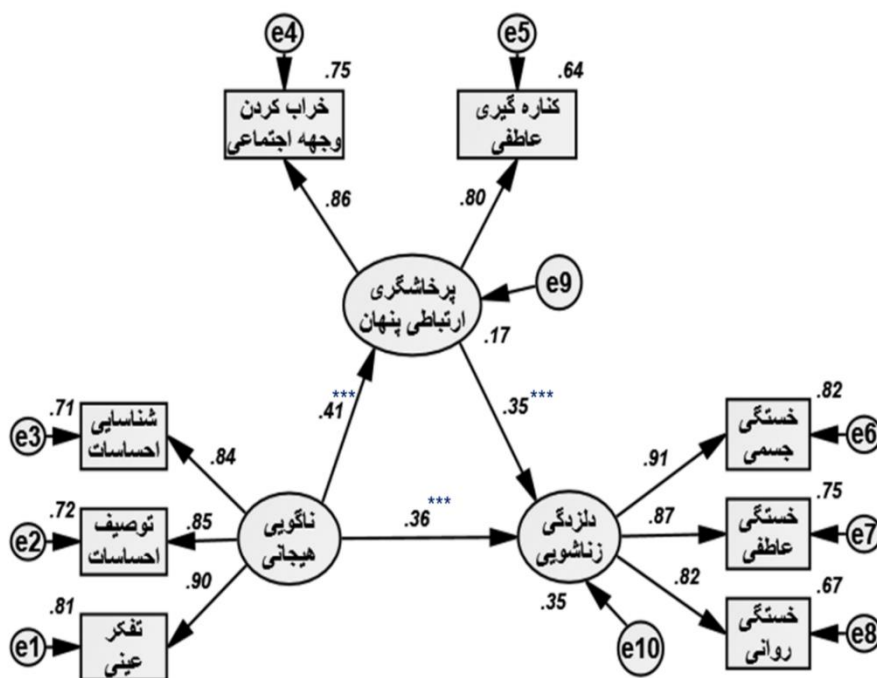 e4
e5
.75
.64
خراب کردن
وجهه اجتماعی
کناره گیری
عاطفی
.86
.80
پرخاشگری
ارتباطی پنهان
e9
.17
.41***
.35***
.71
e3
شناسایی
احساسات
.84
.82
خستگی
جسمی
e6
.91
.72
e2
توصیف
احساسات
.85
ناگویی
هیجانی
.36***
دلزدگی
زناشویی
.87
.75
خستگی
عاطفی
e7
.90
.81
e1
تفکر
عینی
.35
e10
.82
.67
خستگی
روانی
e8